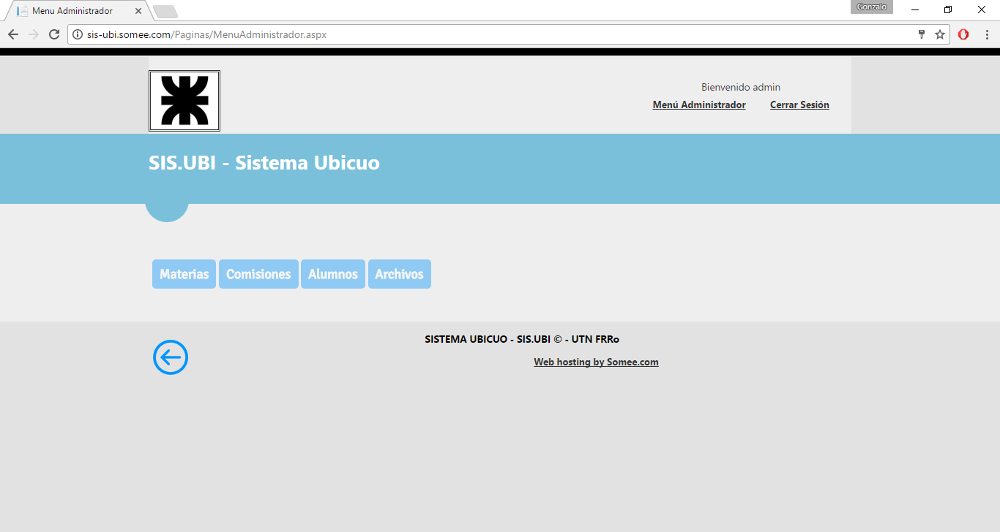 Menu Administrador
Gonzalo
sis-ubi.somee.com/Paginas/MenuAdministrador.aspx
Bienvenido admin
Menú Administrador Cerrar Sesión
SIS.UBI - Sistema Ubicuo
Materias Comisiones Alumnos Archivos
SISTEMA UBICUO - SIS.UBI © - UTN FRRo
Web hosting by Somee.com